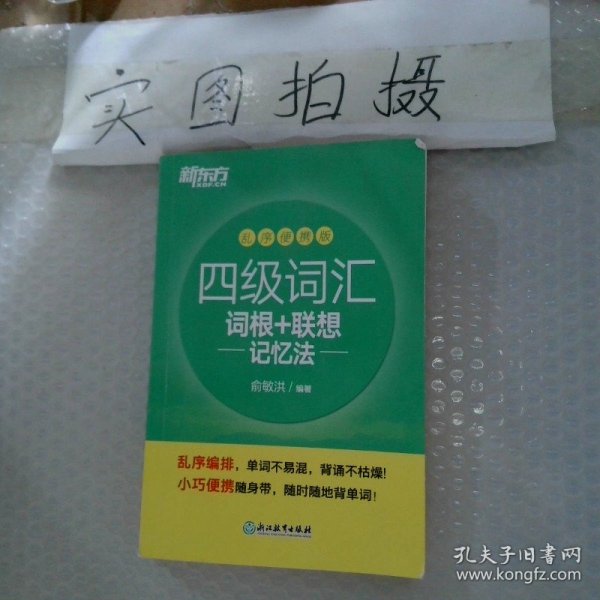 实图拍摄
新东方
XDF.CN
乱序便携版
四级词汇
词根+联想
记忆法
俞敏洪/编著
乱序编排，单词不易混，背诵不枯燥！
小巧便携随身带，随时随地背单词！
浙江教育出版社
孔夫子旧书网
www.kongfz.com